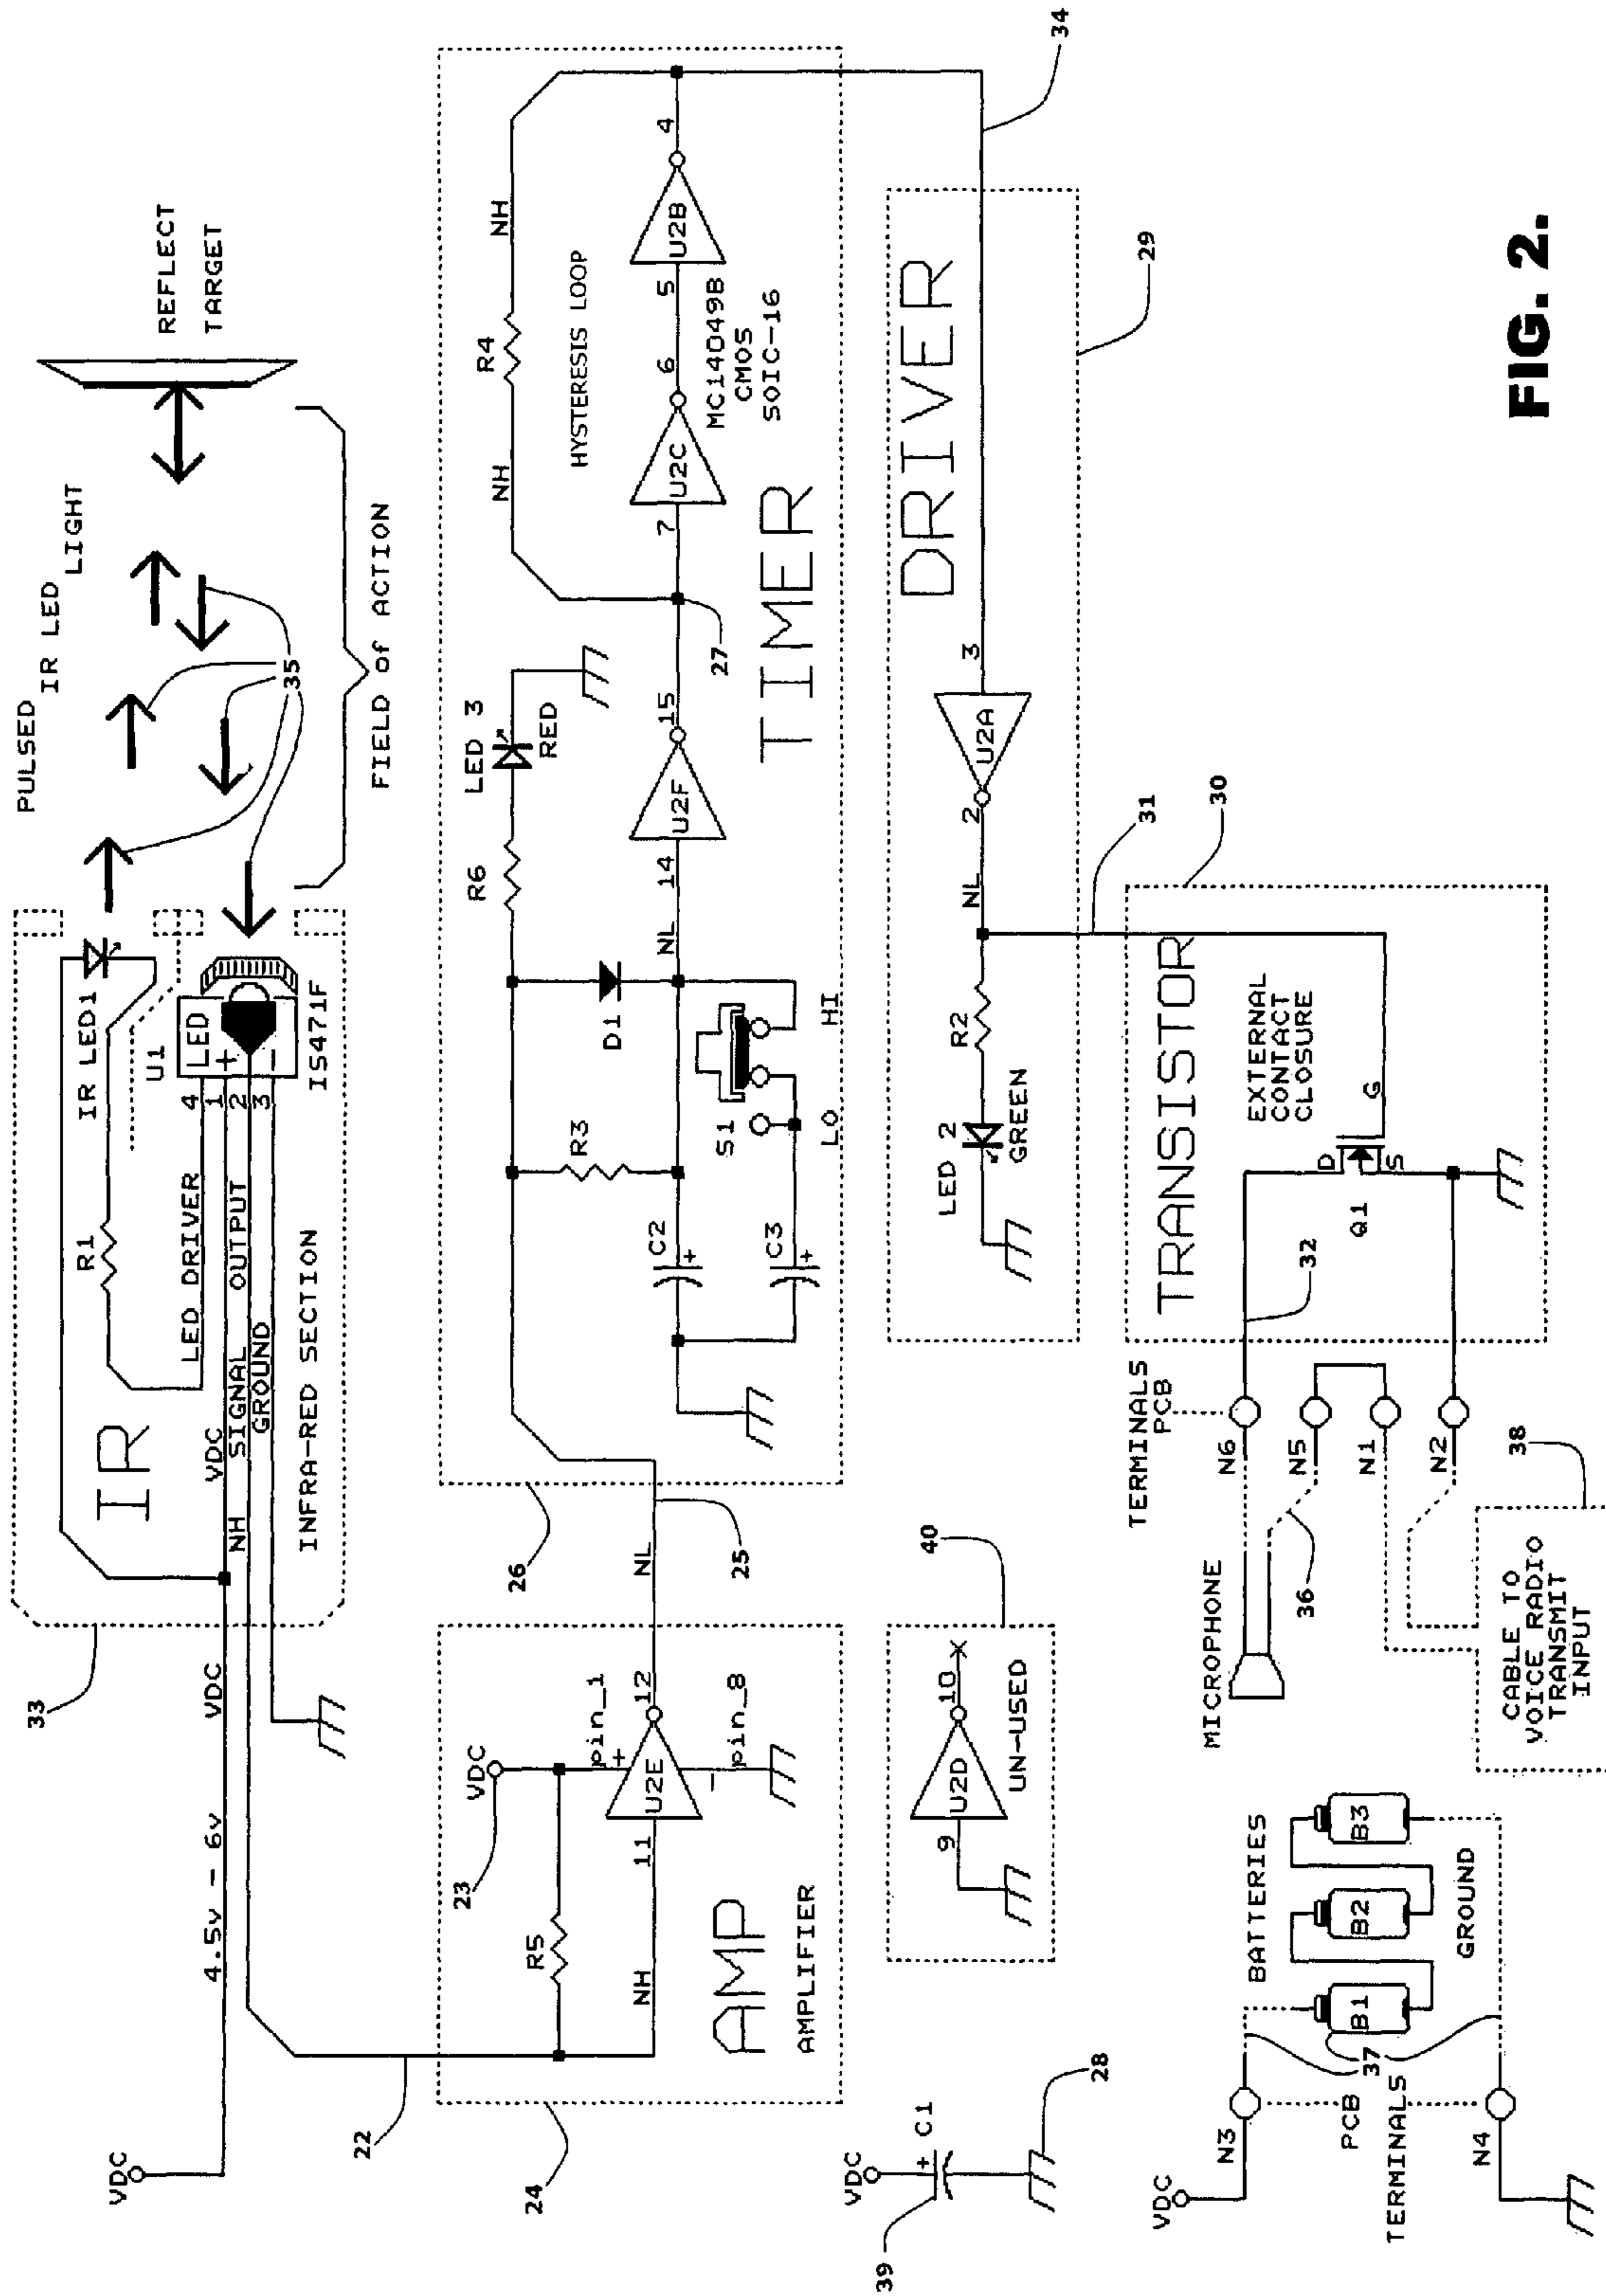 PULSED
IR LED
LIGHT
REFLECT
TARGET
35
FIELD of ACTION
33
IR
R1
IR LED1
U1
LED DRIVER
4
LED
VDC
4.5v - 6v
VDC
VDC
1
+
NH
SIGNAL OUTPUT
2
GROUND
3
−
IS471F
INFRA-RED SECTION
22
24
23
VDC
pin_1
+
R5
NH
11
U2E
12
−
pin_8
AMP
AMPLIFIER
NL
25
26
R6
LED 3
RED
R3
D1
C2
+
C3
+
S1
LO
HI
NL
14
U2F
15
27
NH
R4
NH
HYSTERESIS LOOP
7
U2C
6
5
U2B
4
MC14049B
CMOS
SOIC-16
TIMER
34
DRIVER
29
3
U2A
2
NL
R2
LED 2
GREEN
31
30
TRANSISTOR
EXTERNAL
CONTACT
CLOSURE
G
D
S
Q1
32
TERMINALS
PCB
N6
N5
N1
N2
36
MICROPHONE
38
CABLE TO
VOICE RADIO
TRANSMIT
INPUT
40
9
U2D
10
UN-USED
39
VDC
+
C1
28
VDC
N3
PCB
TERMINALS
N4
37
BATTERIES
B1
B2
B3
GROUND
FIG. 2.